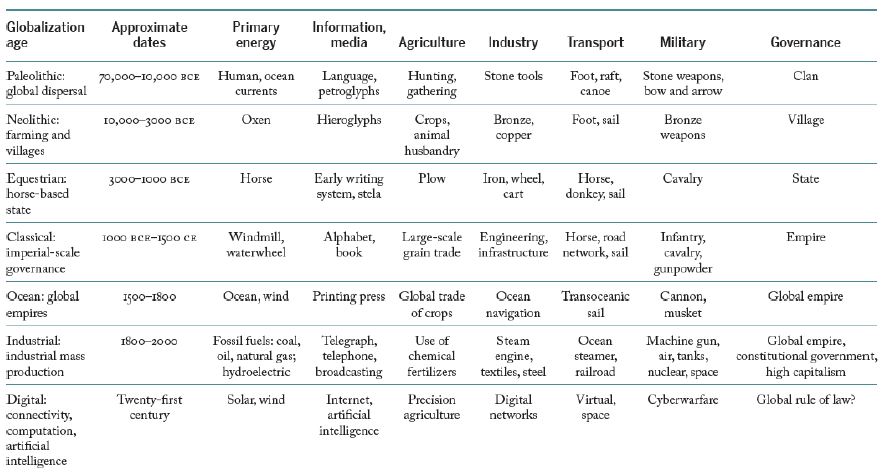 Globalization age Approximate dates Primary energy Information, media Agriculture Industry Transport Military Governance
Paleolithic: Human, ocean Language, Hunting, Stone tools Foot, raft, Stone weapons, Clan
global dispersal 70,000–10,000 BCE currents petroglyphs gathering canoe bow and arrow
Neolithic: 10,000–3000 BCE Oxen Hieroglyphs Crops, Bronze, Foot, sail Bronze Village
farming and animal copper weapons
villages husbandry
Equestrian: 3000–1000 BCE Horse Early writing Plow Iron, wheel, Horse, Cavalry State
horse-based system, stela cart donkey, sail
state
Classical: 1000 BCE–1500 CE Windmill, Alphabet, Large-scale Engineering, Horse, road Infantry, Empire
imperial-scale waterwheel book grain trade infrastructure network, sail cavalry,
governance gunpowder
Ocean: global 1500–1800 Ocean, wind Printing press Global trade Ocean Transoceanic Cannon, Global empire
empires of crops navigation sail musket
Industrial: 1800–2000 Fossil fuels: coal, Telegraph, Use of Steam Ocean Machine gun, Global empire,
industrial mass oil, natural gas; telephone, chemical engine, steamer, air, tanks, constitutional government,
production hydroelectric broadcasting fertilizers textiles, steel railroad nuclear, space high capitalism
Digital: Twenty-first Solar, wind Internet, Precision Digital Virtual, Cyberwarfare Global rule of law?
connectivity, century artificial agriculture networks space
computation, intelligence
artificial
intelligence